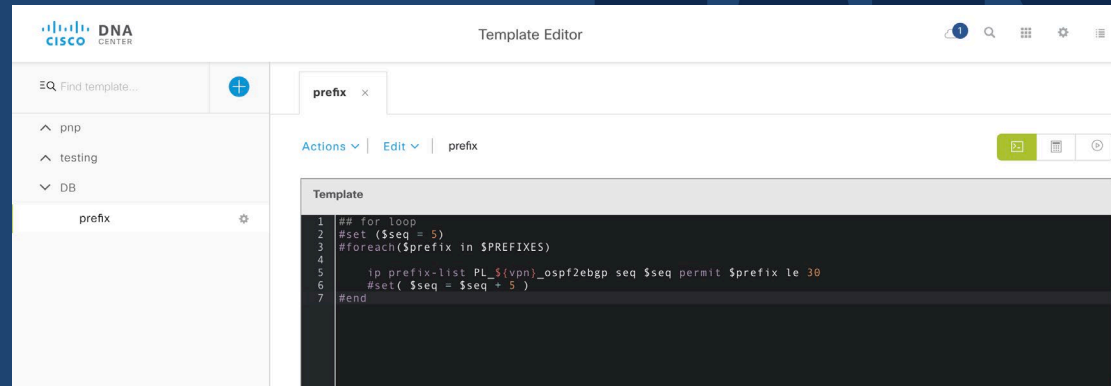 CISCO DNA CENTER
Template Editor
1
Find template...
prefix ×
pnp
testing
DB
prefix
Actions | Edit | prefix
Template
1 ## for loop
2 #set ($seq = 5)
3 #foreach($prefix in $PREFIXES)
4
5 ip prefix-list PL_${vpn}_ospf2ebgp seq $seq permit $prefix le 30
6 #set( $seq = $seq + 5 )
7 #end